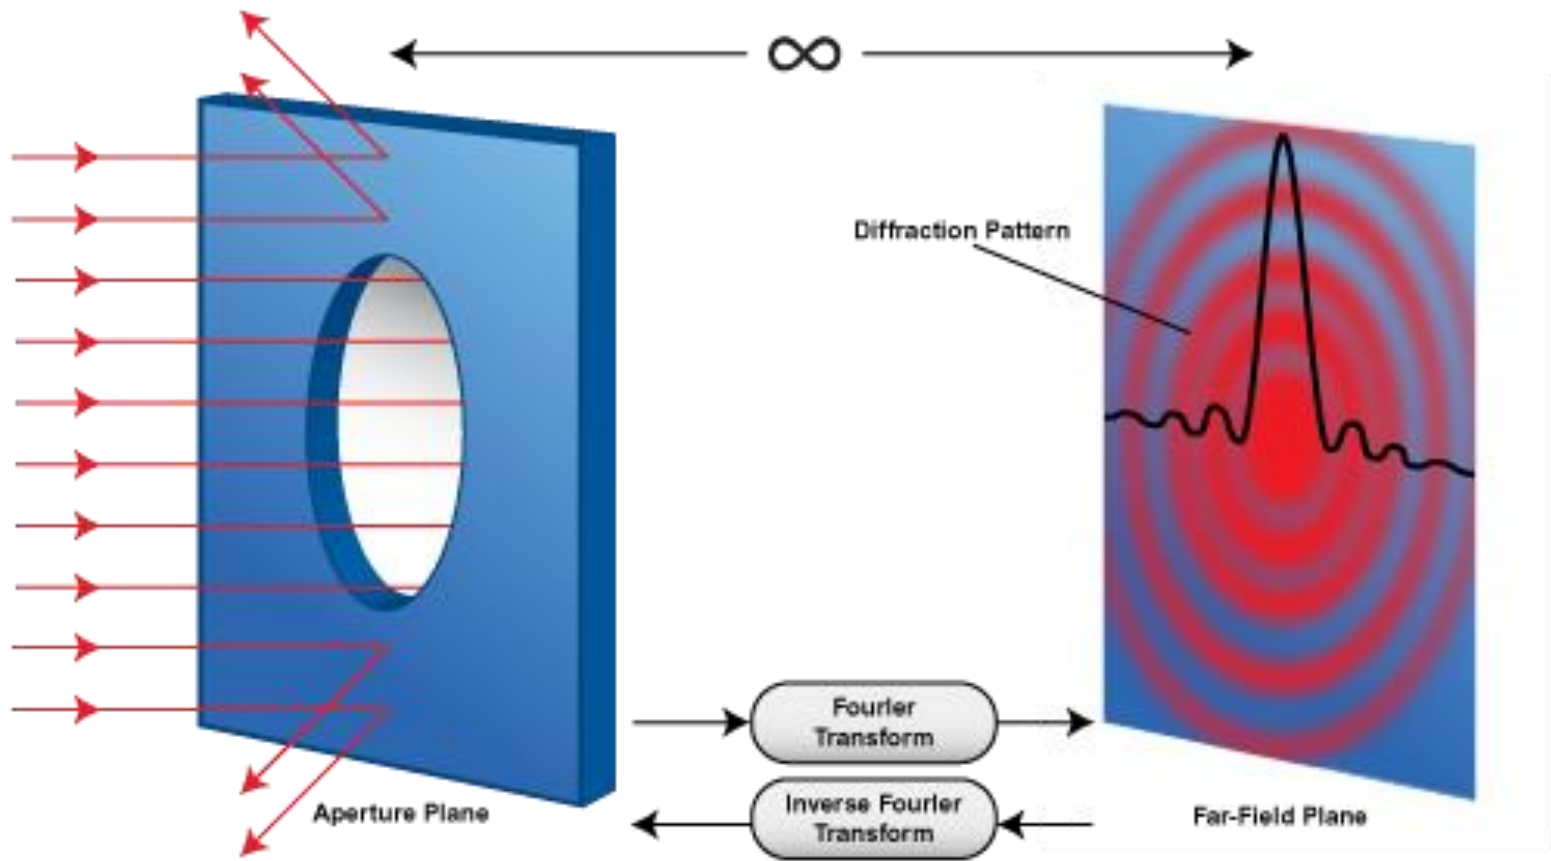 ∞
Diffraction Pattern
Fourier
Transform
Inverse Fourier
Transform
Aperture Plane
Far-Field Plane